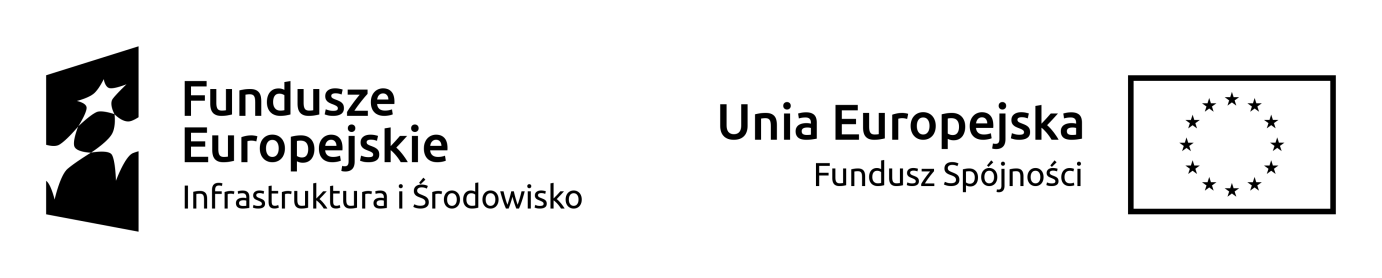 Fundusze
Europejskie
Infrastruktura i Środowisko
Unia Europejska
Fundusz Spójności